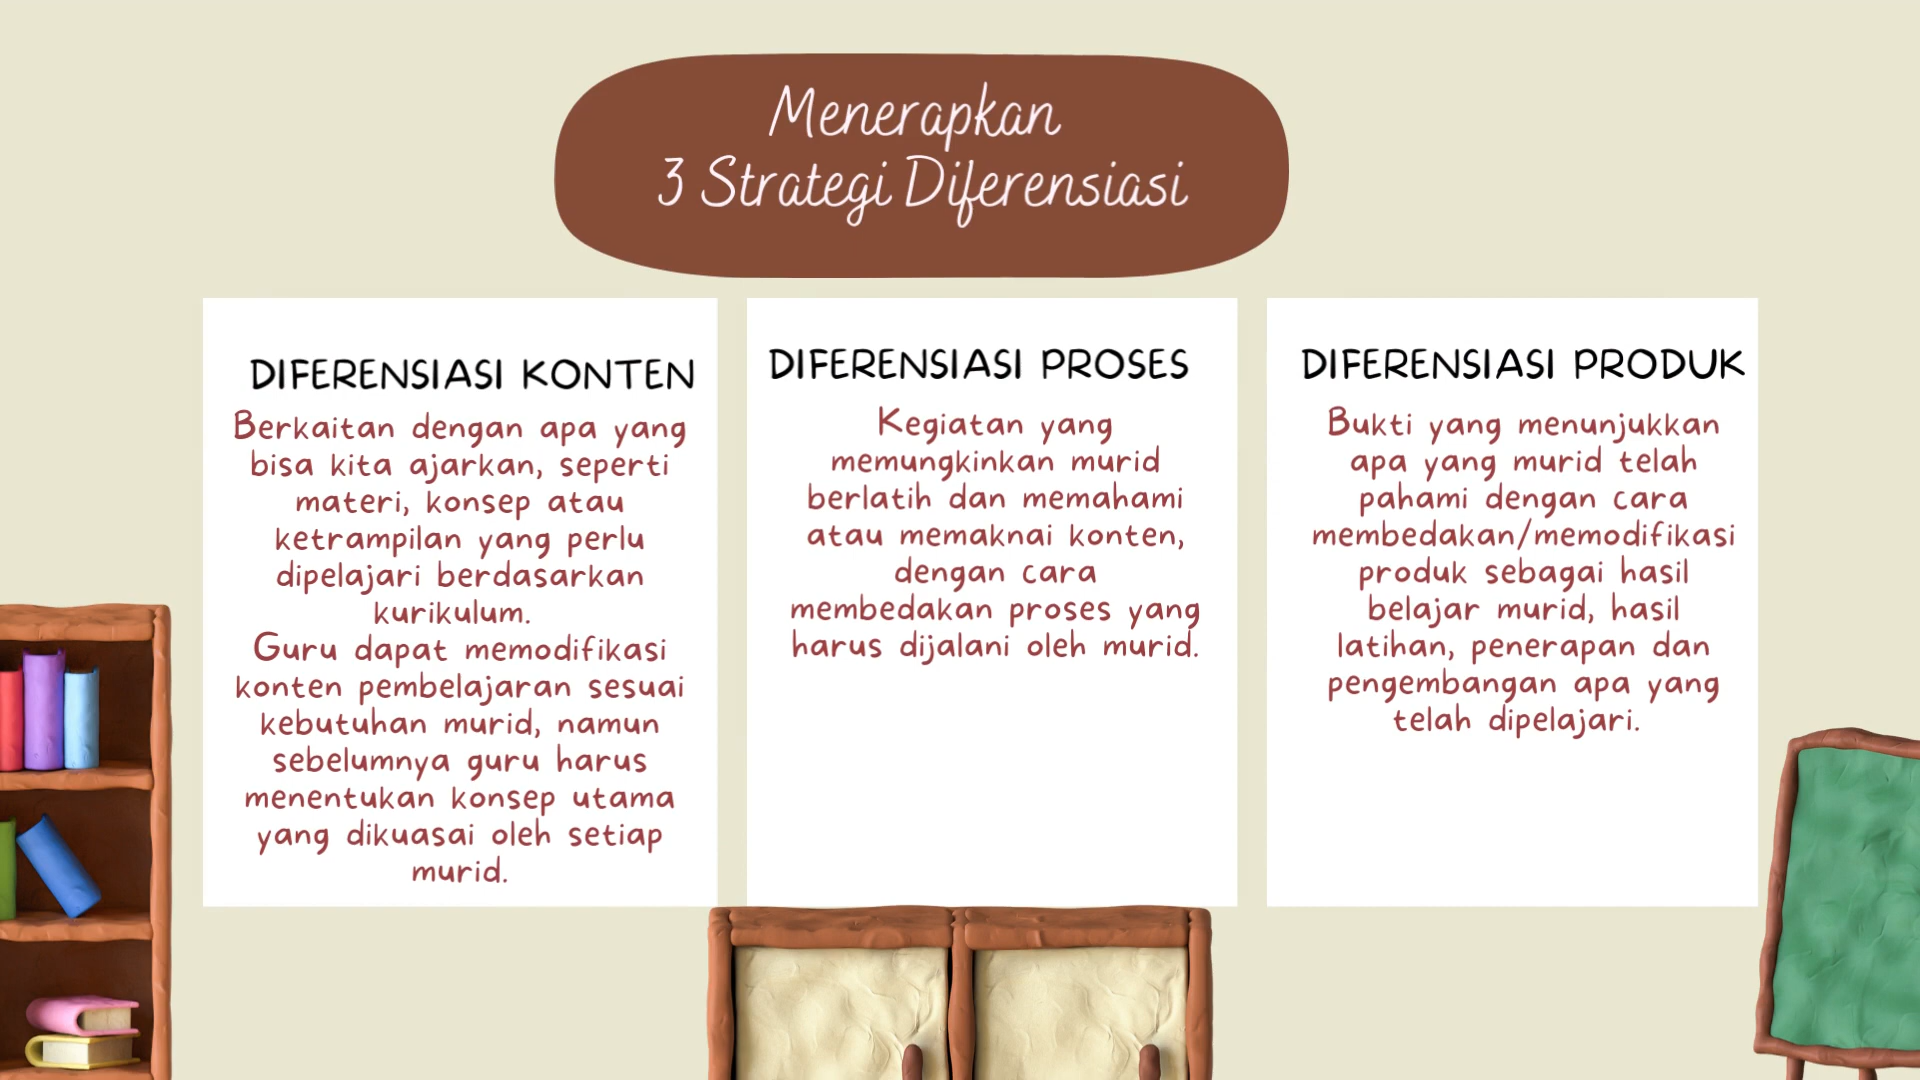 Menerapkan
3 Strategi Diferensiasi
DIFERENSIASI KONTEN
Berkaitan dengan apa yang
bisa kita ajarkan, seperti
materi, konsep atau
ketrampilan yang perlu
dipelajari berdasarkan
kurikulum.
Guru dapat memodifikasi
konten pembelajaran sesuai
kebutuhan murid, namun
sebelumnya guru harus
menentukan konsep utama
yang dikuasai oleh setiap
murid.
DIFERENSIASI PROSES
Kegiatan yang
memungkinkan murid
berlatih dan memahami
atau memaknai konten,
dengan cara
membedakan proses yang
harus dijalani oleh murid.
DIFERENSIASI PRODUK
Bukti yang menunjukkan
apa yang murid telah
pahami dengan cara
membedakan/memodifikasi
produk sebagai hasil
belajar murid, hasil
latihan, penerapan dan
pengembangan apa yang
telah dipelajari.